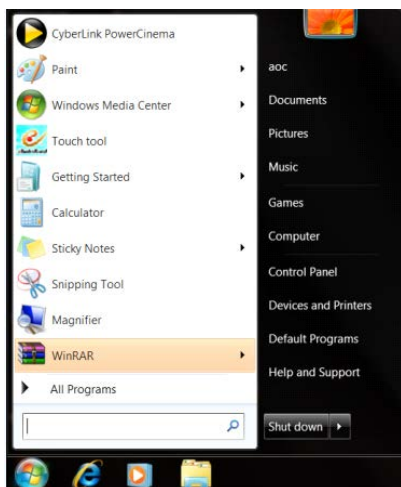 CyberLink PowerCinema
Paint
Windows Media Center
Touch tool
Getting Started
Calculator
Sticky Notes
Snipping Tool
Magnifier
WinRAR
All Programs
aoc
Documents
Pictures
Music
Games
Computer
Control Panel
Devices and Printers
Default Programs
Help and Support
Shut down